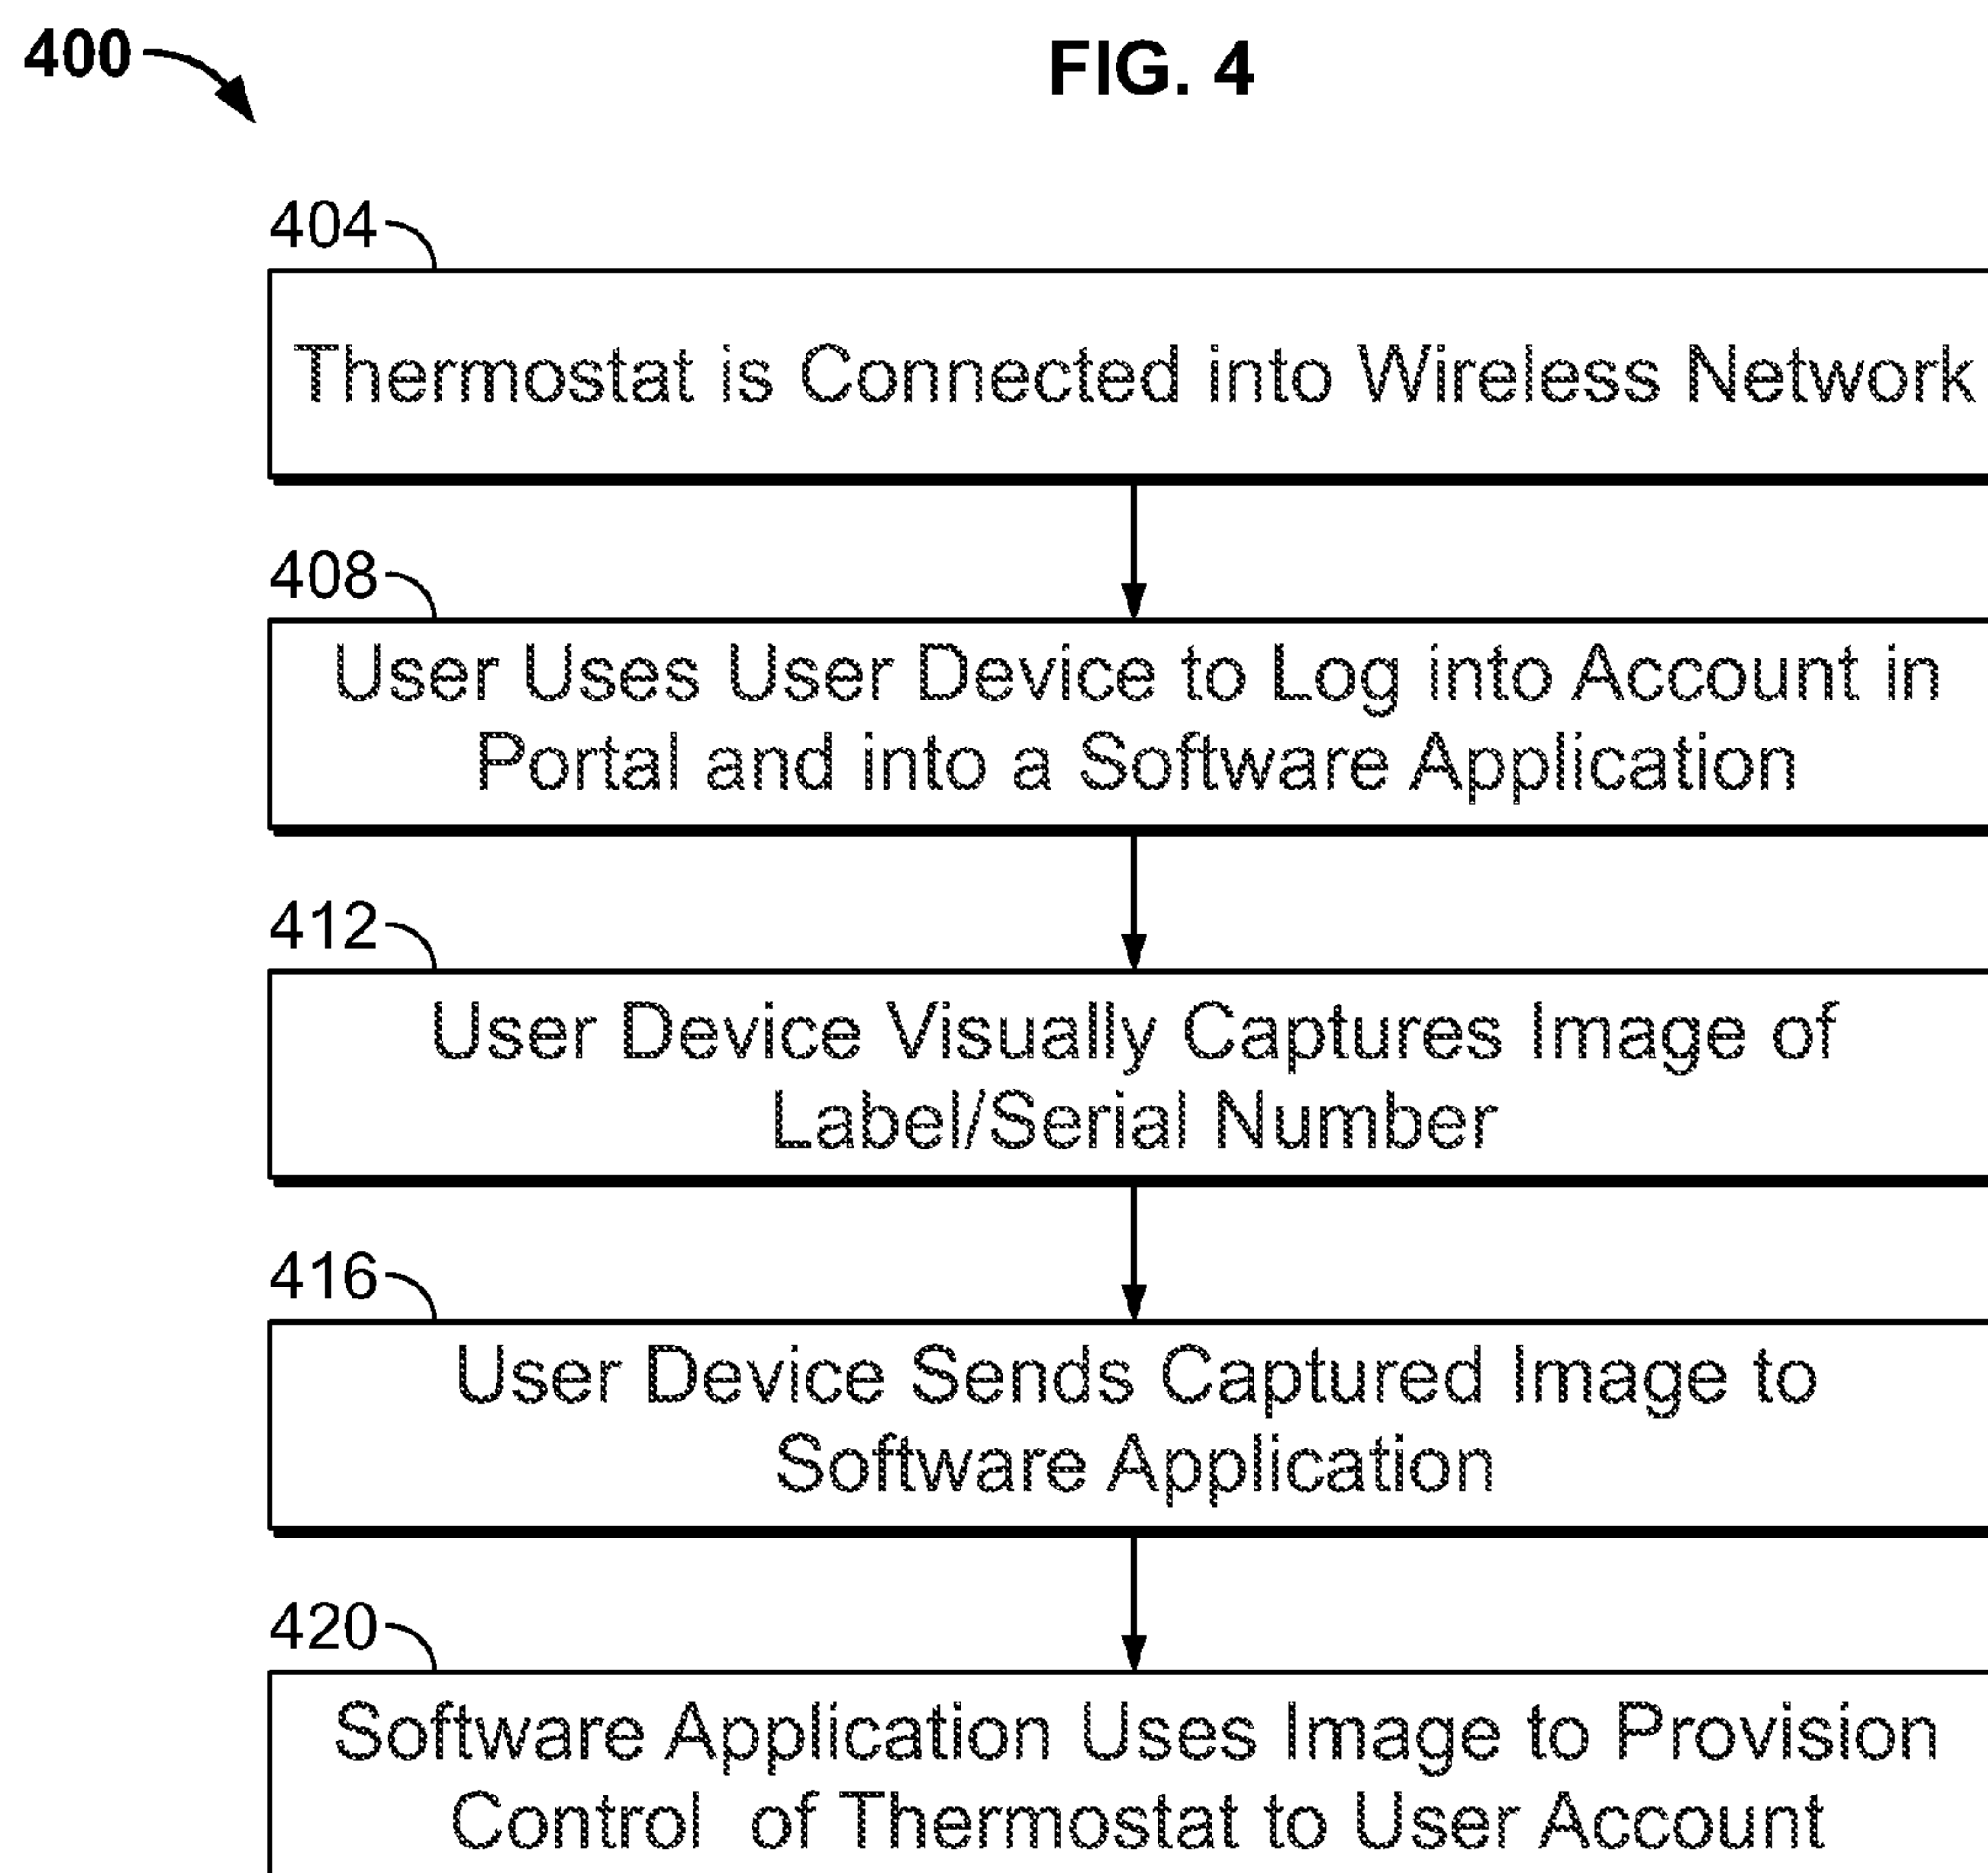 400
FIG. 4
404
Thermostat is Connected into Wireless Network
408
User Uses User Device to Log into Account in
Portal and into a Software Application
412
User Device Visually Captures Image of
Label/Serial Number
416
User Device Sends Captured Image to
Software Application
420
Software Application Uses Image to Provision
Control of Thermostat to User Account